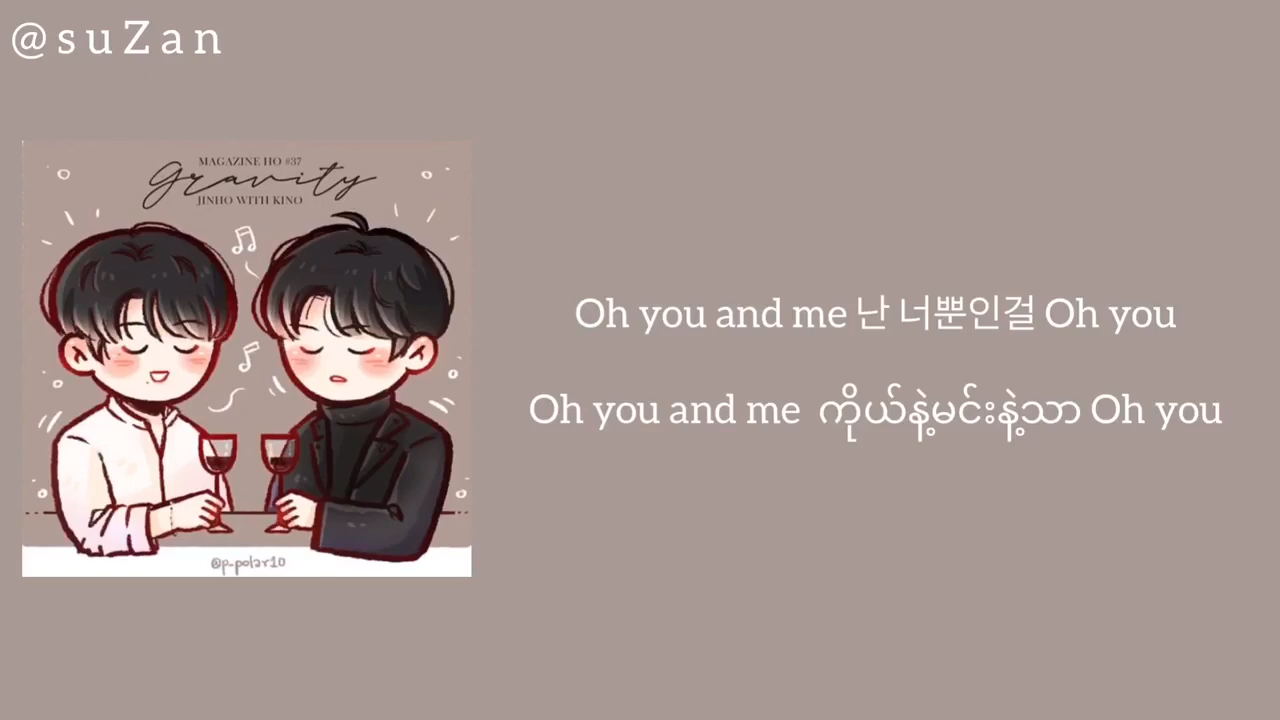 @suZan
MAGAZINE HO #37
gravity
JINHO WITH KINO
@p-polar10
Oh you and me 난 너뿐인걸 Oh you
Oh you and me ကိုယ်နဲ့မင်းနဲ့သာ Oh you